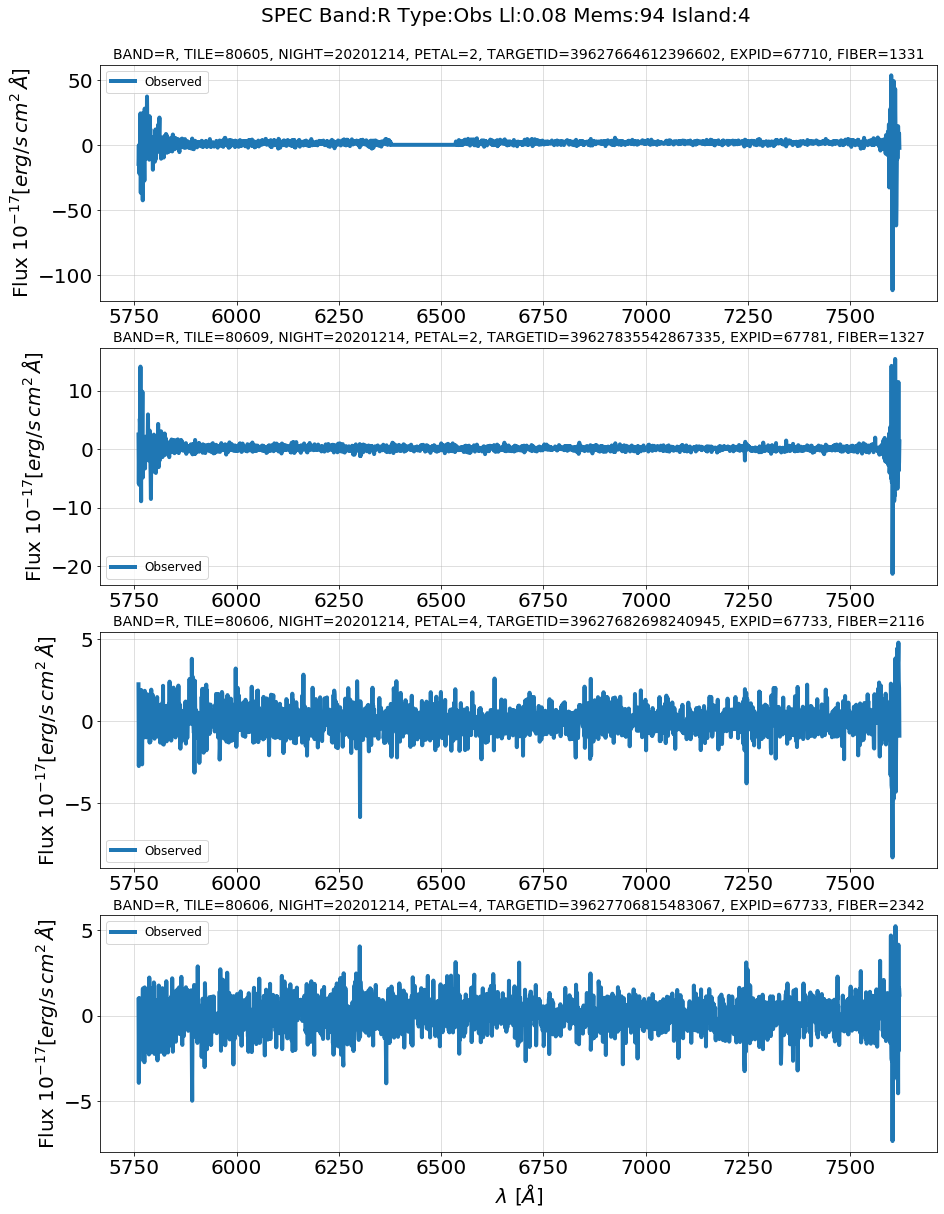 SPEC Band:R Type:Obs Ll:0.08 Mems:94 Island:4
BAND=R, TILE=80605, NIGHT=20201214, PETAL=2, TARGETID=39627664612396602, EXPID=67710, FIBER=1331
Flux 10^{-17}[erg/s cm^2 Å]
50
0
−50
−100
Observed
5750 6000 6250 6500 6750 7000 7250 7500
BAND=R, TILE=80609, NIGHT=20201214, PETAL=2, TARGETID=39627835542867335, EXPID=67781, FIBER=1327
Flux 10^{-17}[erg/s cm^2 Å]
10
0
−10
−20
Observed
5750 6000 6250 6500 6750 7000 7250 7500
BAND=R, TILE=80606, NIGHT=20201214, PETAL=4, TARGETID=39627682698240945, EXPID=67733, FIBER=2116
Flux 10^{-17}[erg/s cm^2 Å]
5
0
−5
Observed
5750 6000 6250 6500 6750 7000 7250 7500
BAND=R, TILE=80606, NIGHT=20201214, PETAL=4, TARGETID=39627706815483067, EXPID=67733, FIBER=2342
Flux 10^{-17}[erg/s cm^2 Å]
5
0
−5
Observed
5750 6000 6250 6500 6750 7000 7250 7500
λ [Å]